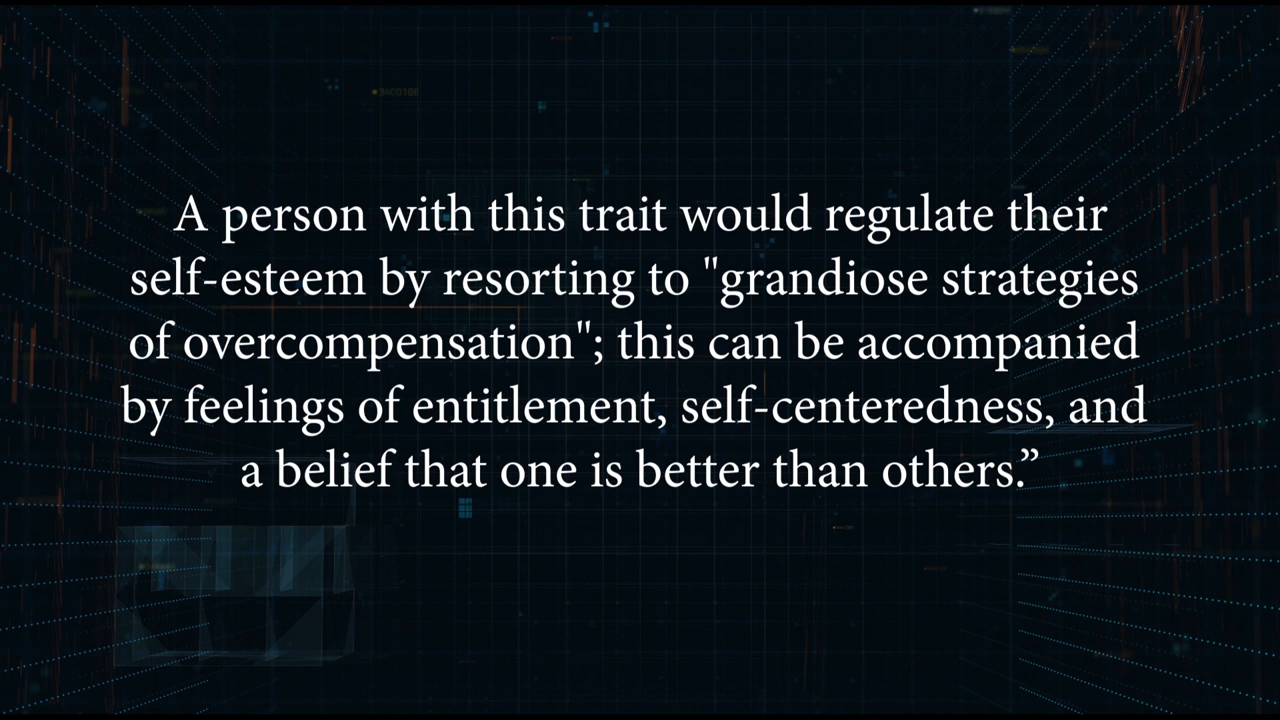 A person with this trait would regulate their
self-esteem by resorting to "grandiose strategies
of overcompensation"; this can be accompanied
by feelings of entitlement, self-centeredness, and
a belief that one is better than others.”